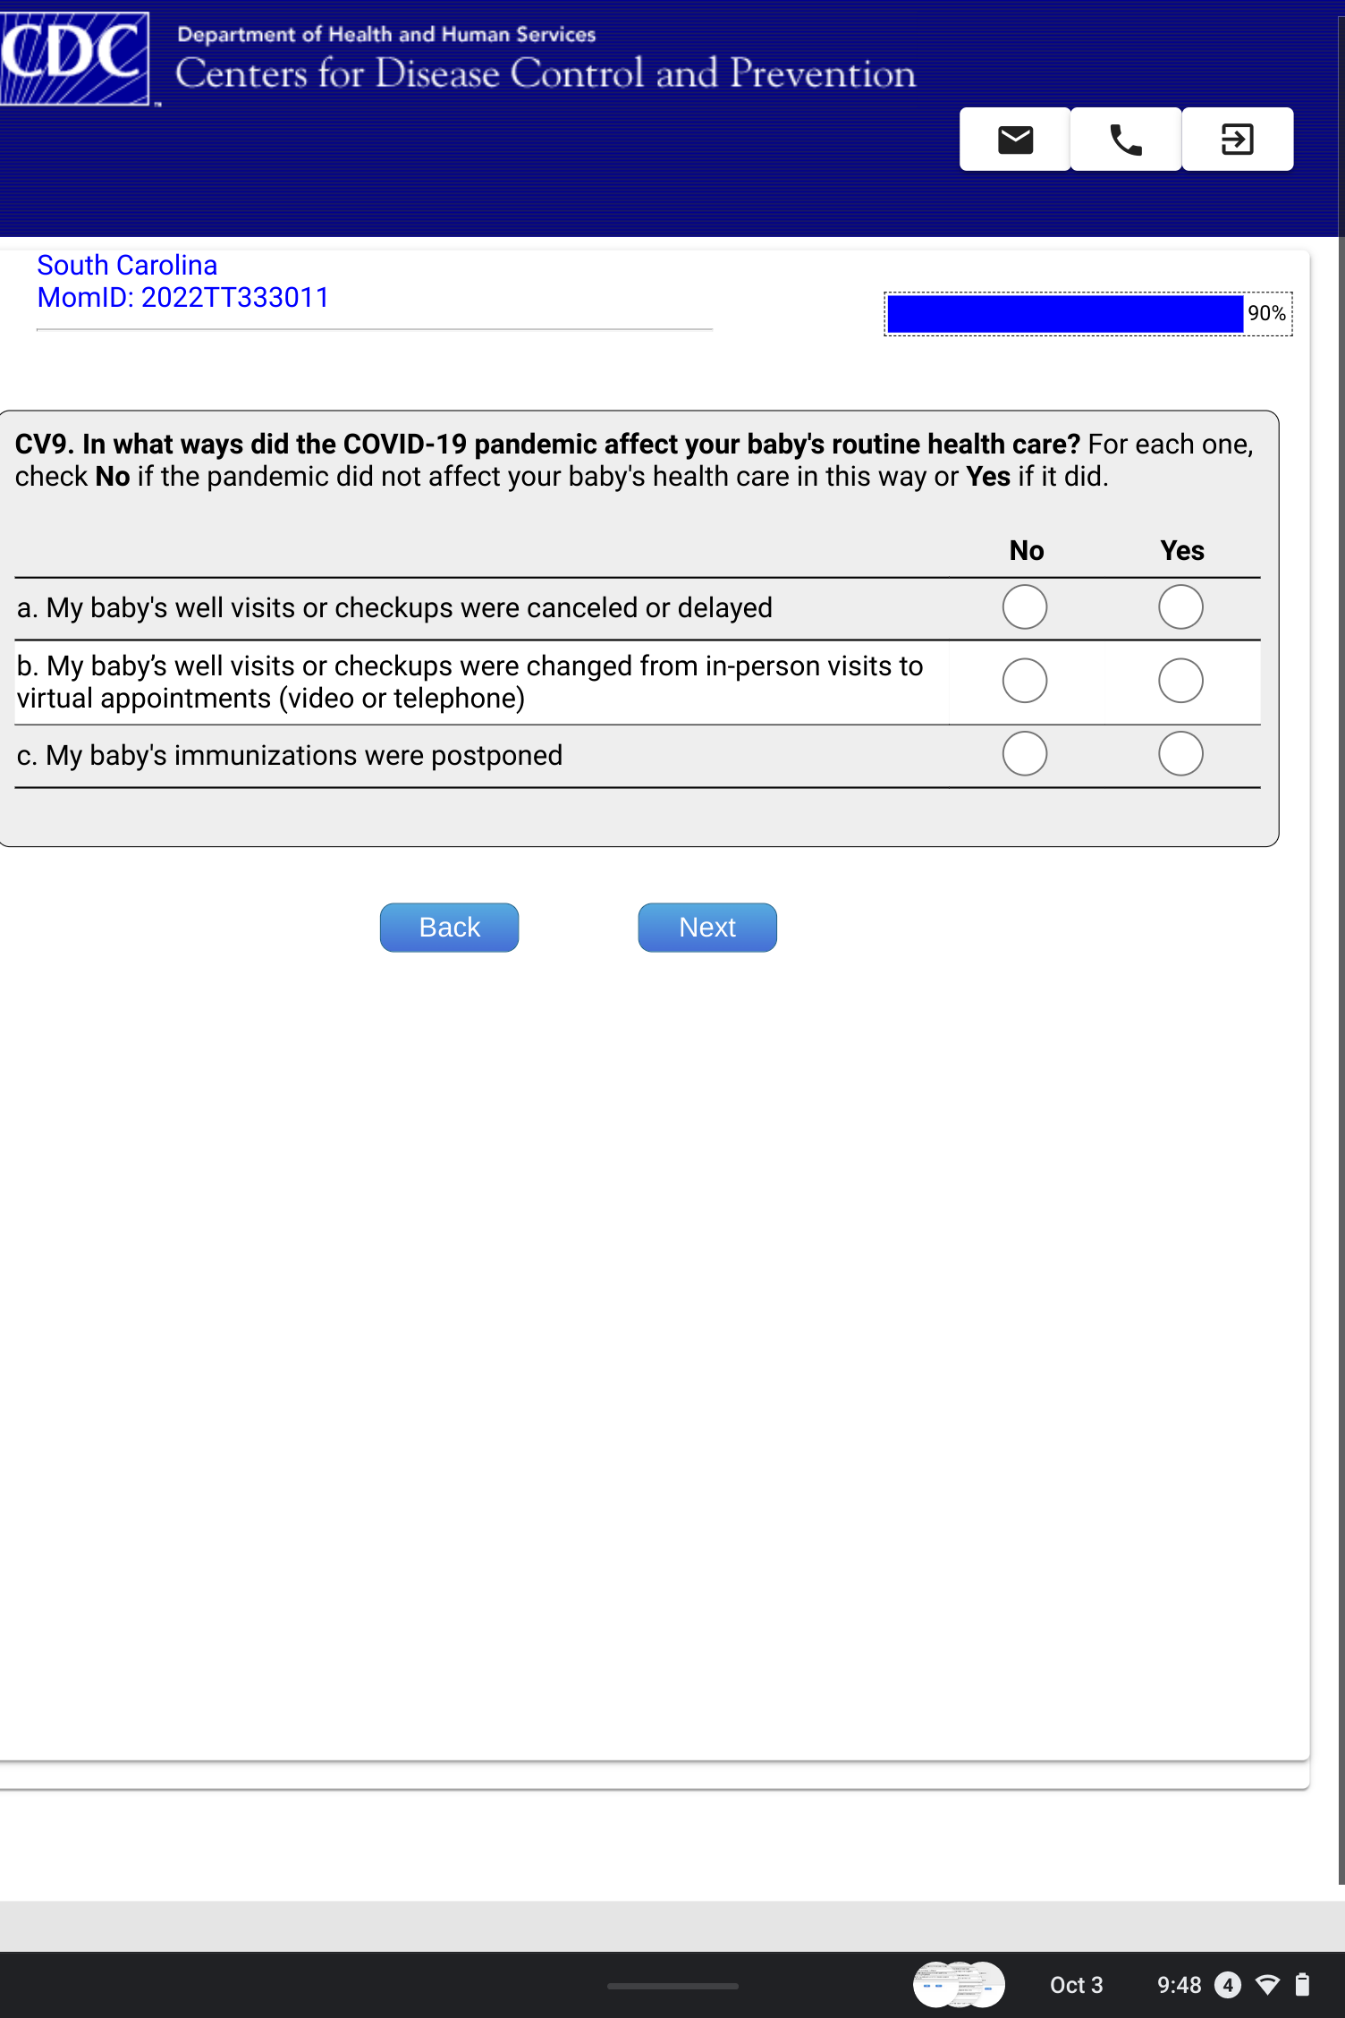 CDC
™
Department of Health and Human Services
Centers for Disease Control and Prevention
South Carolina
MomID: 2022TT333011
90%
CV9. In what ways did the COVID-19 pandemic affect your baby's routine health care? For each one,
check No if the pandemic did not affect your baby's health care in this way or Yes if it did.
No Yes
a. My baby's well visits or checkups were canceled or delayed
b. My baby’s well visits or checkups were changed from in-person visits to
virtual appointments (video or telephone)
c. My baby's immunizations were postponed
Back Next
Oct 3 9:48 4